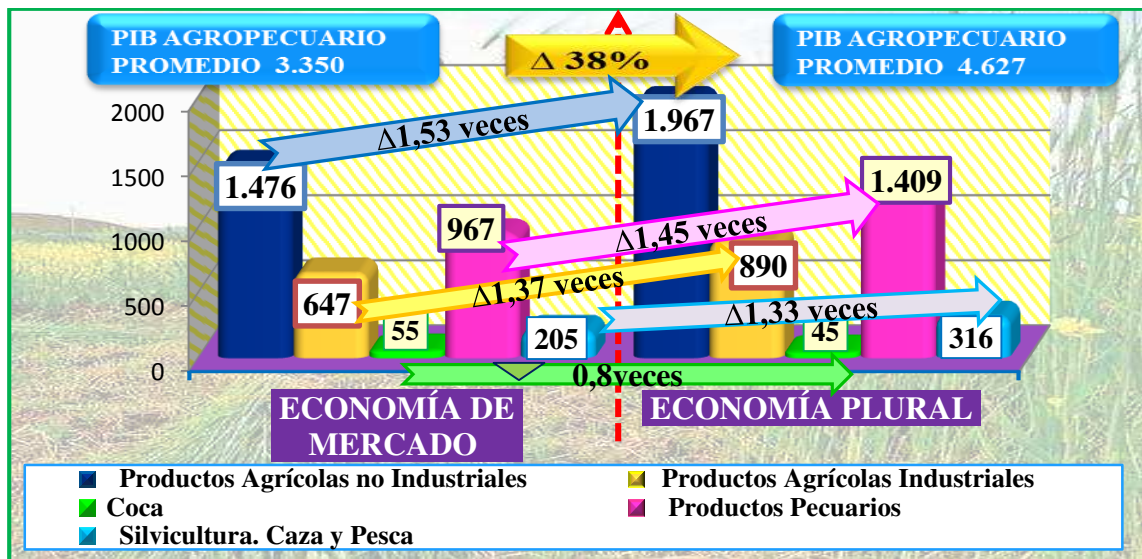 PIB AGROPECUARIO
PROMEDIO 3.350
Δ 38%
PIB AGROPECUARIO
PROMEDIO 4.627
2000
1500
1000
500
0
Δ1,53 veces
1.476
1.967
1.409
967
Δ1,45 veces
647
Δ1,37 veces
890
55
205
Δ1,33 veces
45
316
0,8veces
ECONOMÍA DE
MERCADO
ECONOMÍA PLURAL
Productos Agrícolas no Industriales
Productos Agrícolas Industriales
Coca
Productos Pecuarios
Silvicultura. Caza y Pesca